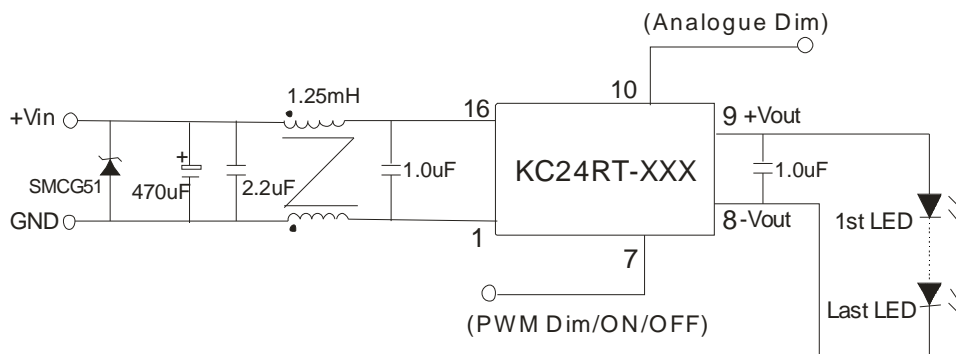 (Analogue Dim)
1.25mH
16
10
9 +Vout
+Vin
KC24RT-XXX
+
SMCG51
470uF
2.2uF
1.0uF
1.0uF
GND
1
7
8 -Vout
1st LED
Last LED
(PWM Dim/ON/OFF)